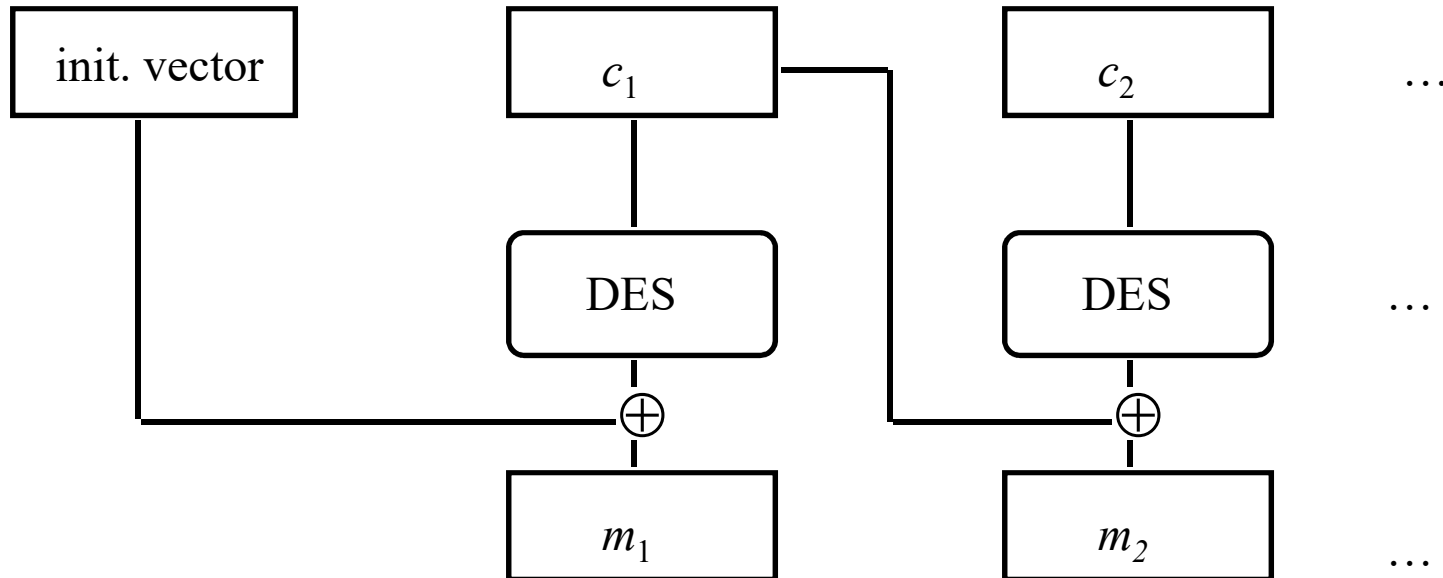 init. vector c₁ c₂ …
DES DES …
⊕ ⊕
m₁ m₂ …